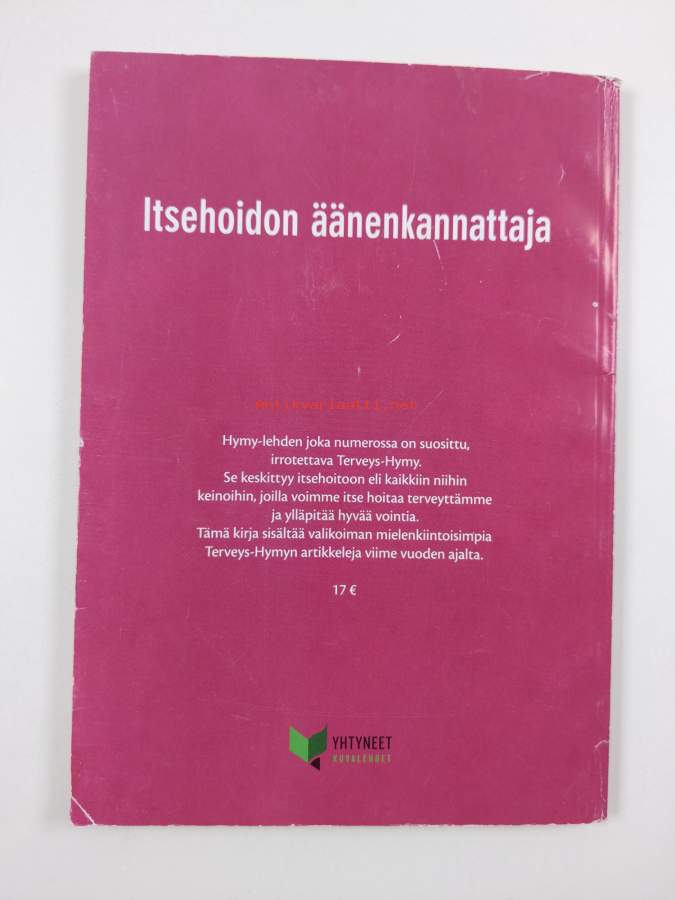 Itsehoidon äänenkannattaja
antikvariaatti.net
Hymy-lehden joka numerossa on suosittu,
irrotettava Terveys-Hymy.
Se keskittyy itsehoitoon eli kaikkiin niihin
keinoihin, joilla voimme itse hoitaa terveyttämme
ja ylläpitää hyvää vointia.
Tämä kirja sisältää valikoiman mielenkiintoisimpia
Terveys-Hymyn artikkeleja viime vuoden ajalta.
17 €
YHTYNEET
KUVALEHDET